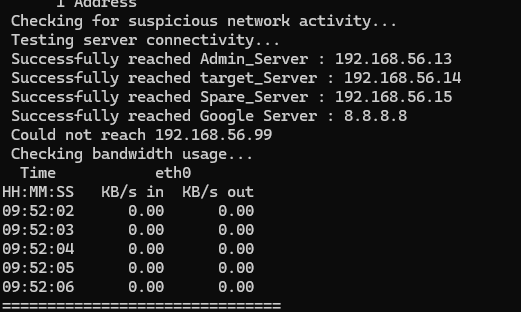 1 Address
Checking for suspicious network activity...
Testing server connectivity...
Successfully reached Admin_Server : 192.168.56.13
Successfully reached target_Server : 192.168.56.14
Successfully reached Spare_Server : 192.168.56.15
Successfully reached Google Server : 8.8.8.8
Could not reach 192.168.56.99
Checking bandwidth usage...
Time eth0
HH:MM:SS KB/s in KB/s out
09:52:02 0.00 0.00
09:52:03 0.00 0.00
09:52:04 0.00 0.00
09:52:05 0.00 0.00
09:52:06 0.00 0.00
===============================